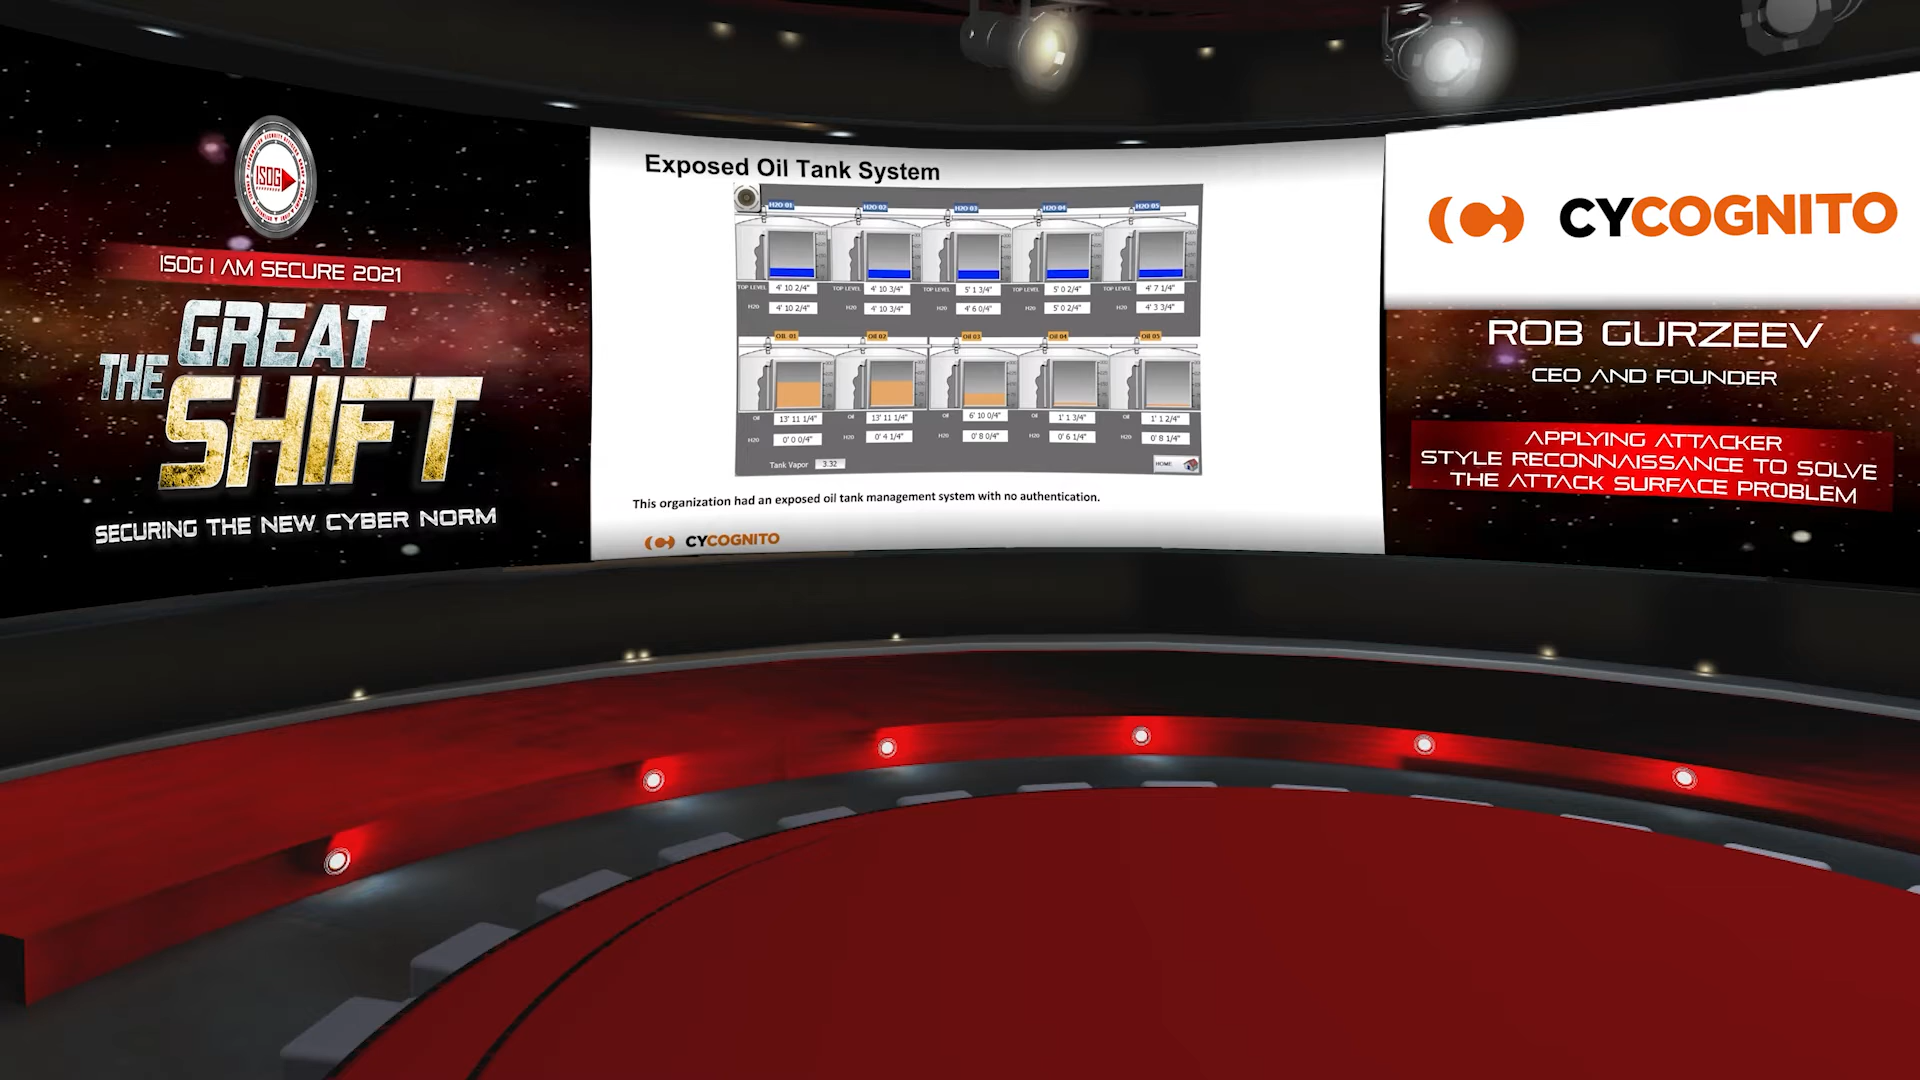 ISOG
ISOG I AM SECURE 2021
THE GREAT
SHIFT
SECURING THE NEW CYBER NORM
Exposed Oil Tank System
H2O 01 H2O 02 H2O 03 H2O 04 H2O 05
TOP LEVEL 4' 10 2/4" TOP LEVEL 4' 10 3/4" TOP LEVEL 5' 1 3/4" TOP LEVEL 5' 0 2/4" TOP LEVEL 4' 7 1/4"
H2O 4' 10 2/4" H2O 4' 10 3/4" H2O 4' 6 0/4" H2O 5' 0 2/4" H2O 4' 3 3/4"
OIL 01 Oil 02 Oil 03 Oil 04 Oil 05
Oil 13' 11 1/4" Oil 13' 11 1/4" Oil 6' 10 0/4" Oil 1' 1 3/4" Oil 1' 1 2/4"
H2O 0' 0 0/4" H2O 0' 4 1/4" H2O 0' 8 0/4" H2O 0' 6 1/4" H2O 0' 8 1/4"
Tank Vapor 3.32 HOME
This organization had an exposed oil tank management system with no authentication.
CYCOGNITO
CYCOGNITO
ROB GURZEEV
CEO AND FOUNDER
APPLYING ATTACKER
STYLE RECONNAISSANCE TO SOLVE
THE ATTACK SURFACE PROBLEM